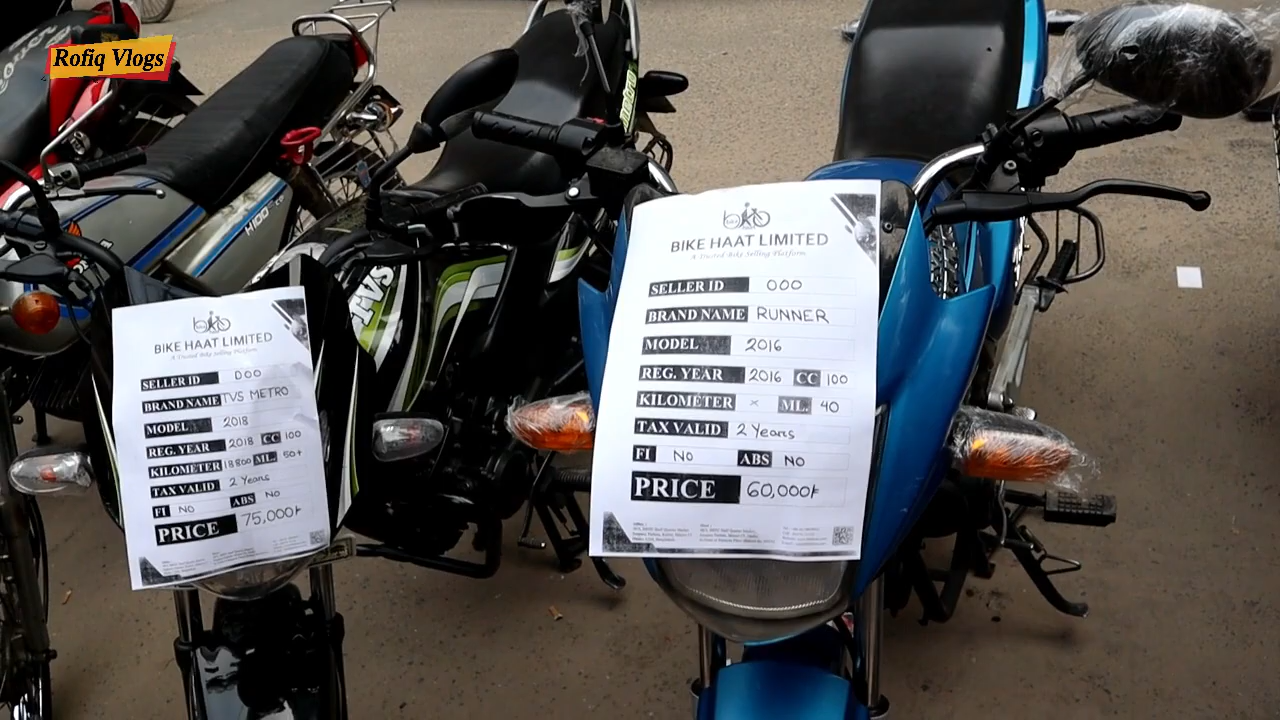 Rofiq Vlogs
H100
TVS
BIKE HAAT LIMITED
A Trusted Bike Selling Platform
SELLER ID 000
BRAND NAME TVS METRO
MODEL 2018
REG. YEAR 2018 CC 100
KILOMETER 18800 ML. 50+
TAX VALID 2 Years
FI NO ABS NO
PRICE 75,000/-
BIKE HAAT LIMITED
A Trusted Bike Selling Platform
SELLER ID 000
BRAND NAME RUNNER
MODEL 2016
REG. YEAR 2016 CC 100
KILOMETER × ML. 40
TAX VALID 2 Years
FI NO ABS NO
PRICE 60,000/-